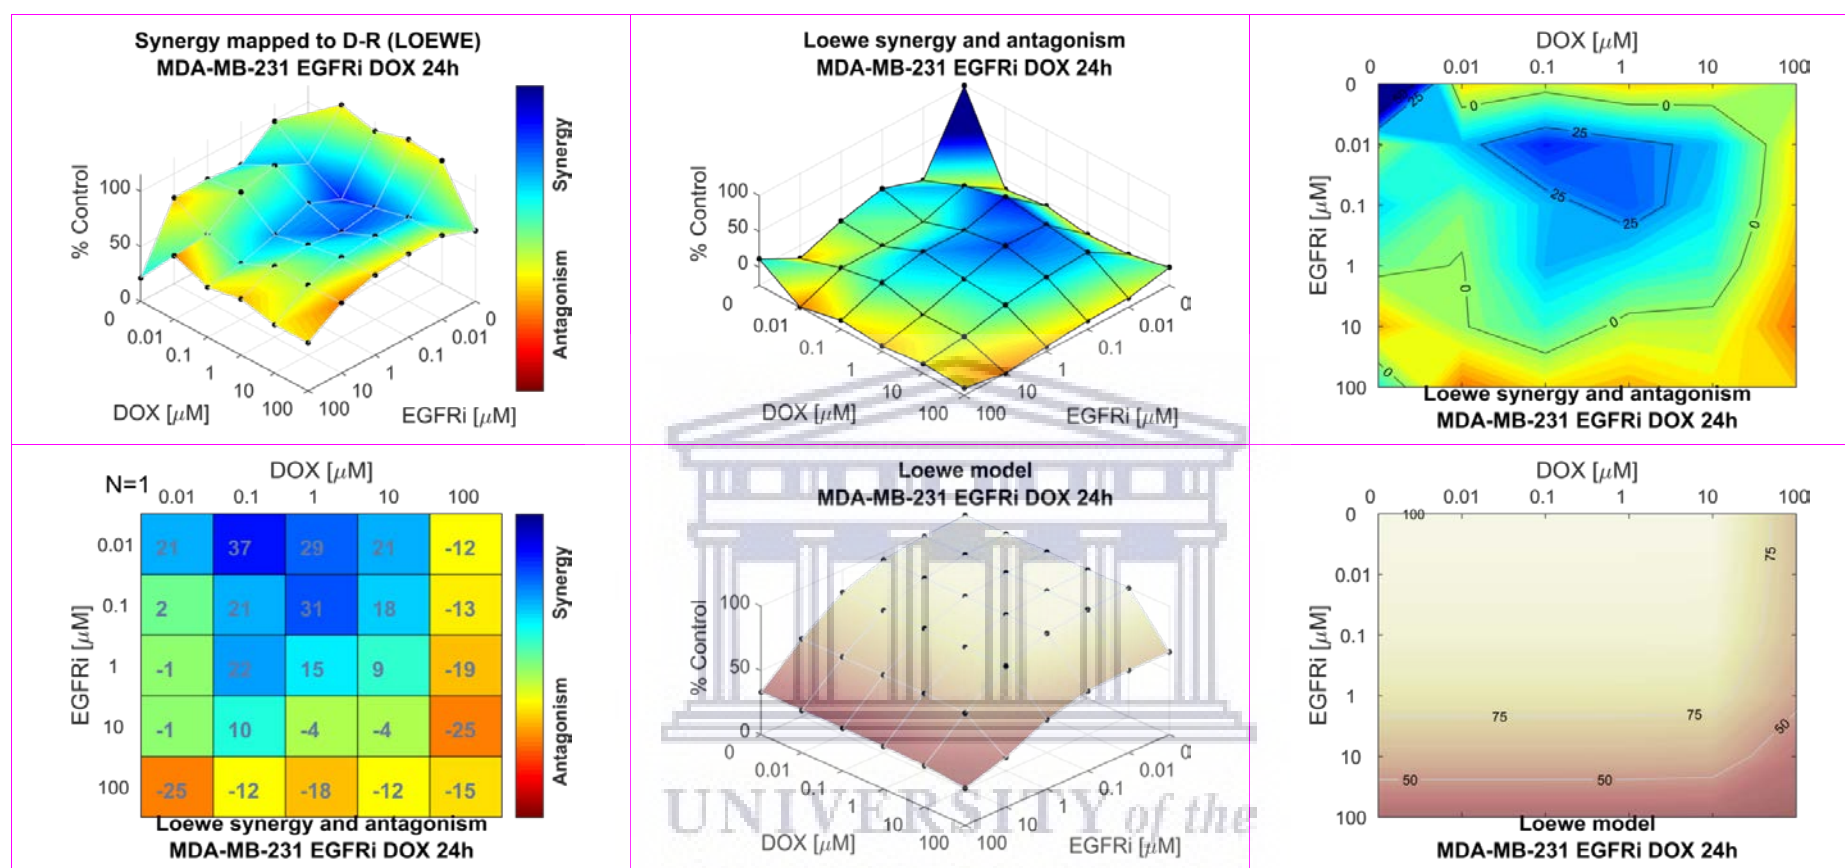 Synergy mapped to D-R (LOEWE)
MDA-MB-231 EGFRi DOX 24h
% Control
100
50
0
0
0.01
0.1
1
10
100
DOX [μM]
100
10
1
0.1
0.01
0
EGFRi [μM]
Synergy
Antagonism
Loewe synergy and antagonism
MDA-MB-231 EGFRi DOX 24h
% Control
100
50
0
0
0.01
0.1
1
10
100
DOX [μM]
100
10
1
0.1
0.01
0
EGFRi [μM]
DOX [μM]
0 0.01 0.1 1 10 100
EGFRi [μM]
0
0.01
0.1
1
10
100
25
0
0
25
25
25
0
0
0
0
Loewe synergy and antagonism
MDA-MB-231 EGFRi DOX 24h
DOX [μM]
N=1
0.01 0.1 1 10 100
EGFRi [μM]
0.01 21 37 29 21 -12
0.1 2 21 31 18 -13
1 -1 22 15 9 -19
10 -1 10 -4 -4 -25
100 -25 -12 -18 -12 -15
Synergy
Antagonism
Loewe synergy and antagonism
MDA-MB-231 EGFRi DOX 24h
Loewe model
MDA-MB-231 EGFRi DOX 24h
% Control
100
50
0
0
0.01
0.1
1
10
100
DOX [μM]
100
10
1
0.1
0.01
0
EGFRi [μM]
UNIVERSITY of the
DOX [μM]
0 0.01 0.1 1 10 100
EGFRi [μM]
0
0.01
0.1
1
10
100
100
75
75
75
50
50
50
Loewe model
MDA-MB-231 EGFRi DOX 24h